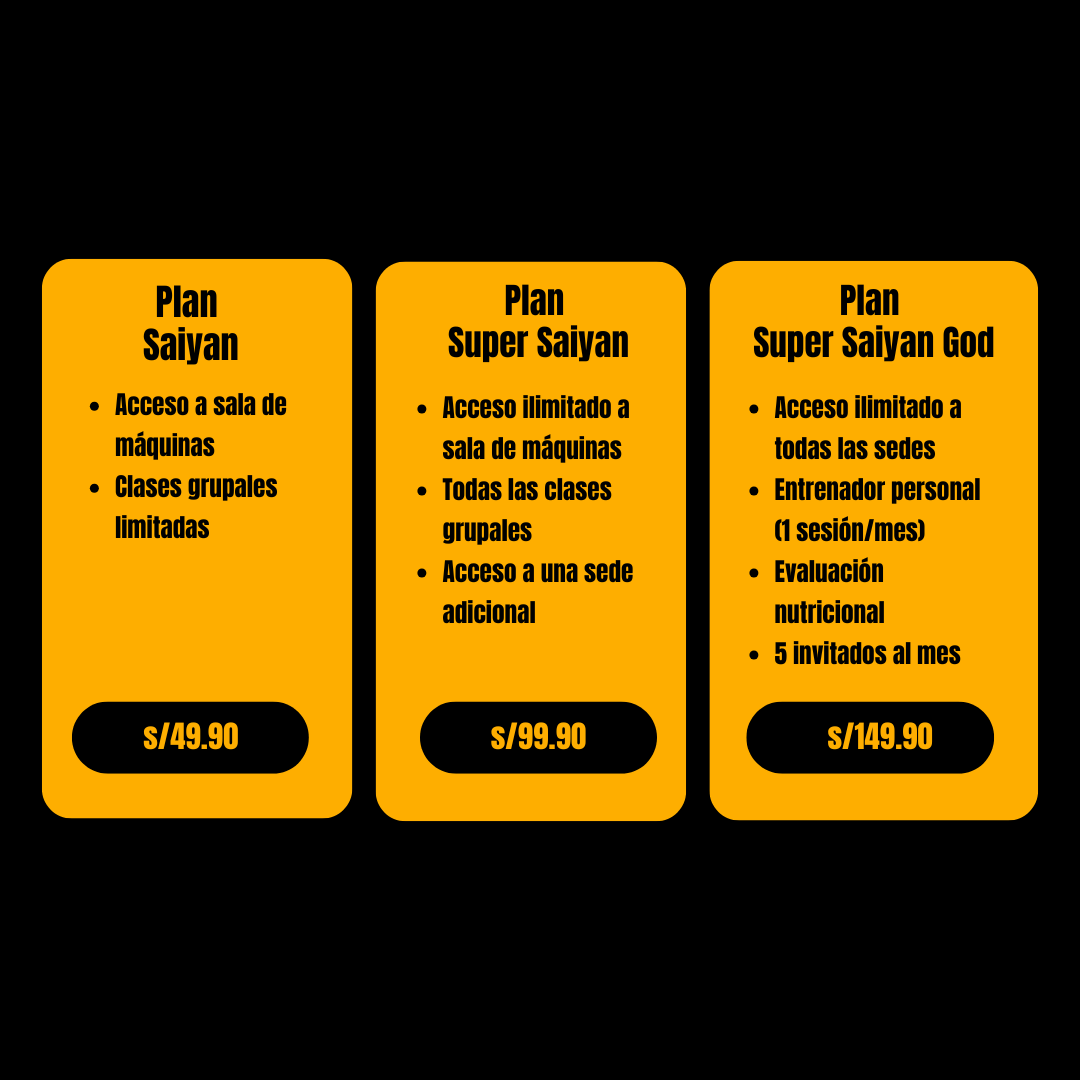 Plan
Saiyan
• Acceso a sala de
máquinas
• Clases grupales
limitadas
s/49.90
Plan
Super Saiyan
• Acceso ilimitado a
sala de máquinas
• Todas las clases
grupales
• Acceso a una sede
adicional
s/99.90
Plan
Super Saiyan God
• Acceso ilimitado a
todas las sedes
• Entrenador personal
(1 sesión/mes)
• Evaluación
nutricional
• 5 invitados al mes
s/149.90